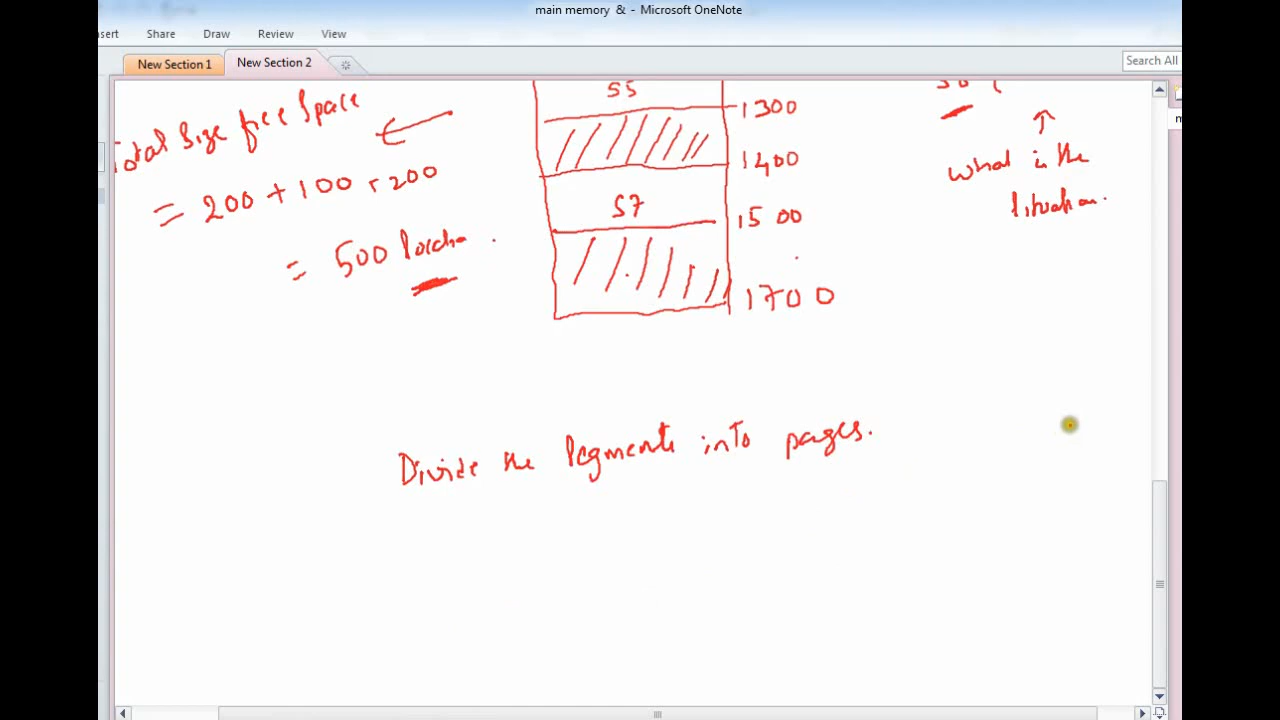 main memory & - Microsoft OneNote
sert Share Draw Review View
New Section 1 New Section 2
Search All
Total Size free Space
= 200 + 100 + 200
= 500
S5
1300
1400
S7
1500
1700
what is the
situation.
Divide the segments into pages.